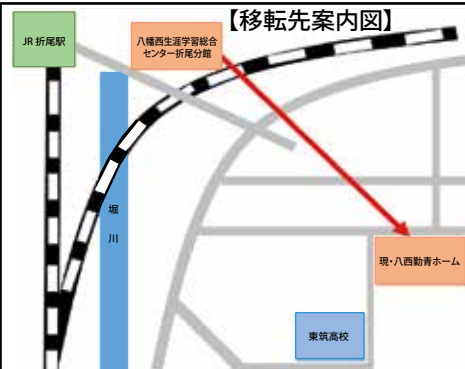 【移転先案内図】
JR 折尾駅
八幡西生涯学習総合
センター折尾分館
堀
川
現・八西勤青ホーム
東筑高校